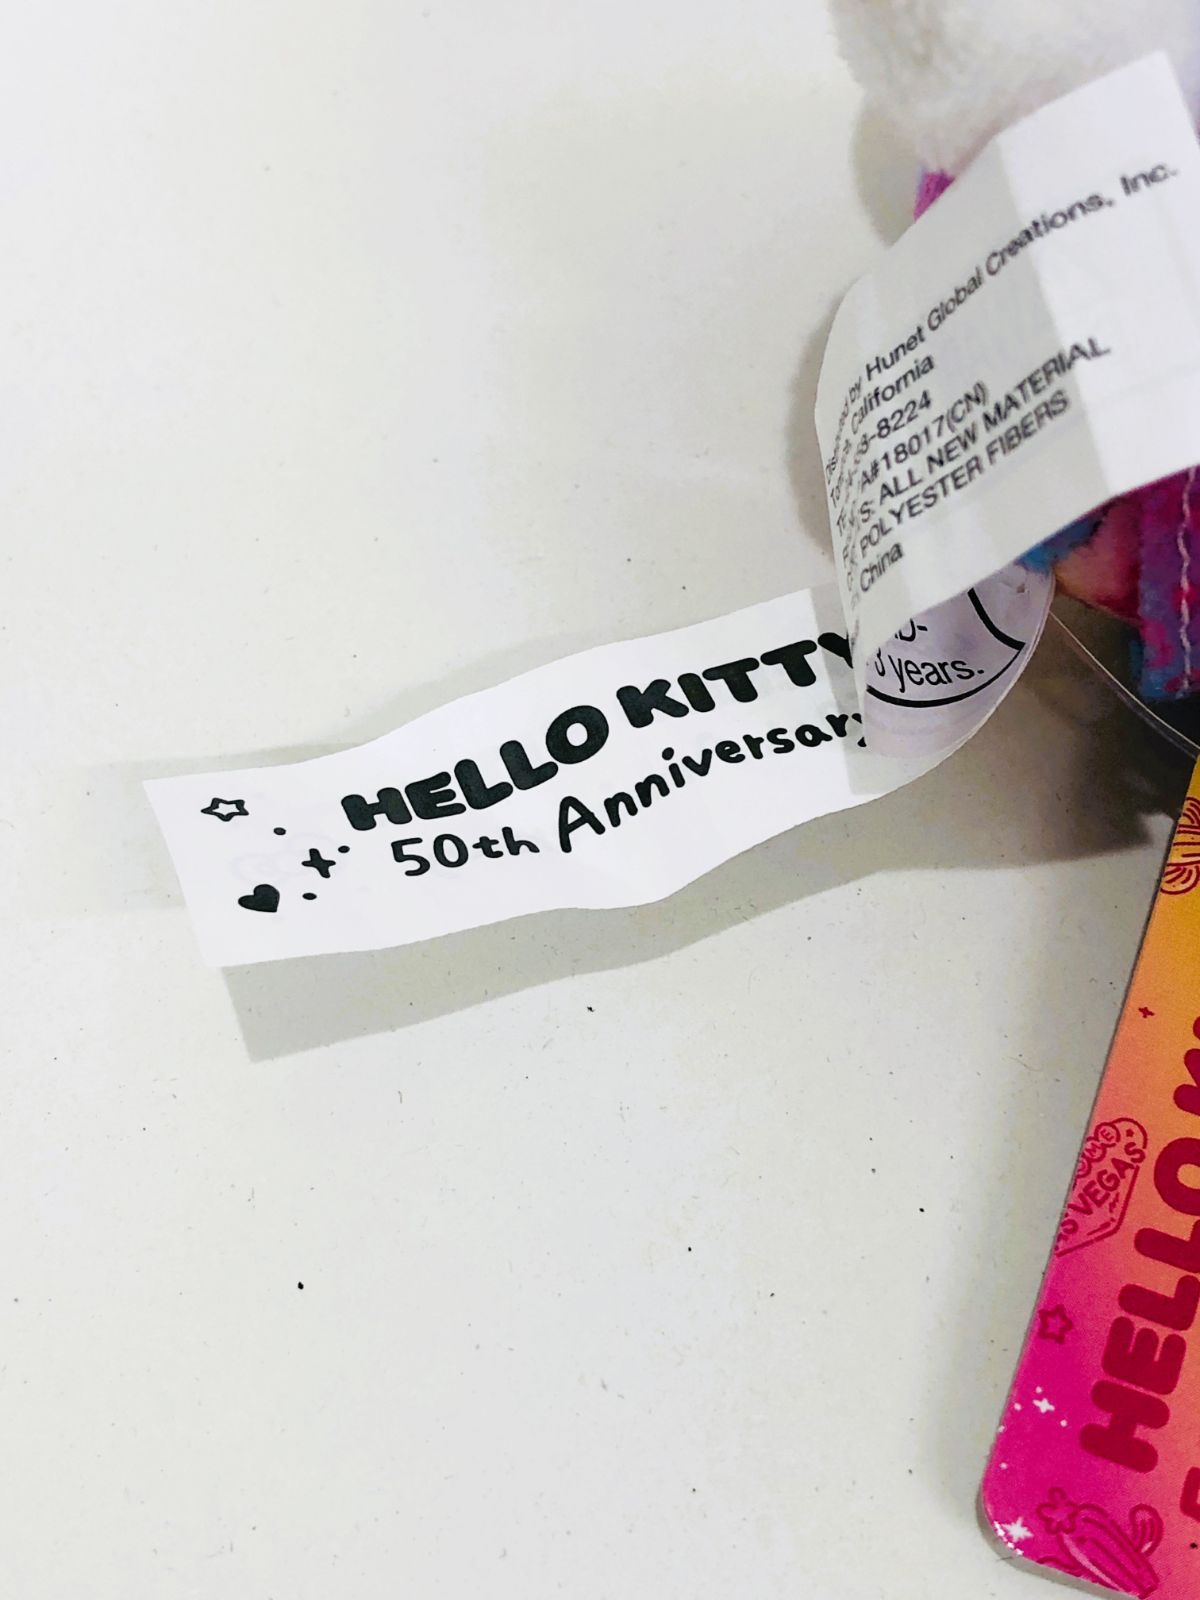 Hunet Global Creations, Inc.
California
-8224
A#18017(CN)
S: ALL NEW MATERIAL
POLYESTER FIBERS
China
years.
HELLO KITTY
50th Anniversary
VEGAS
HELLO K